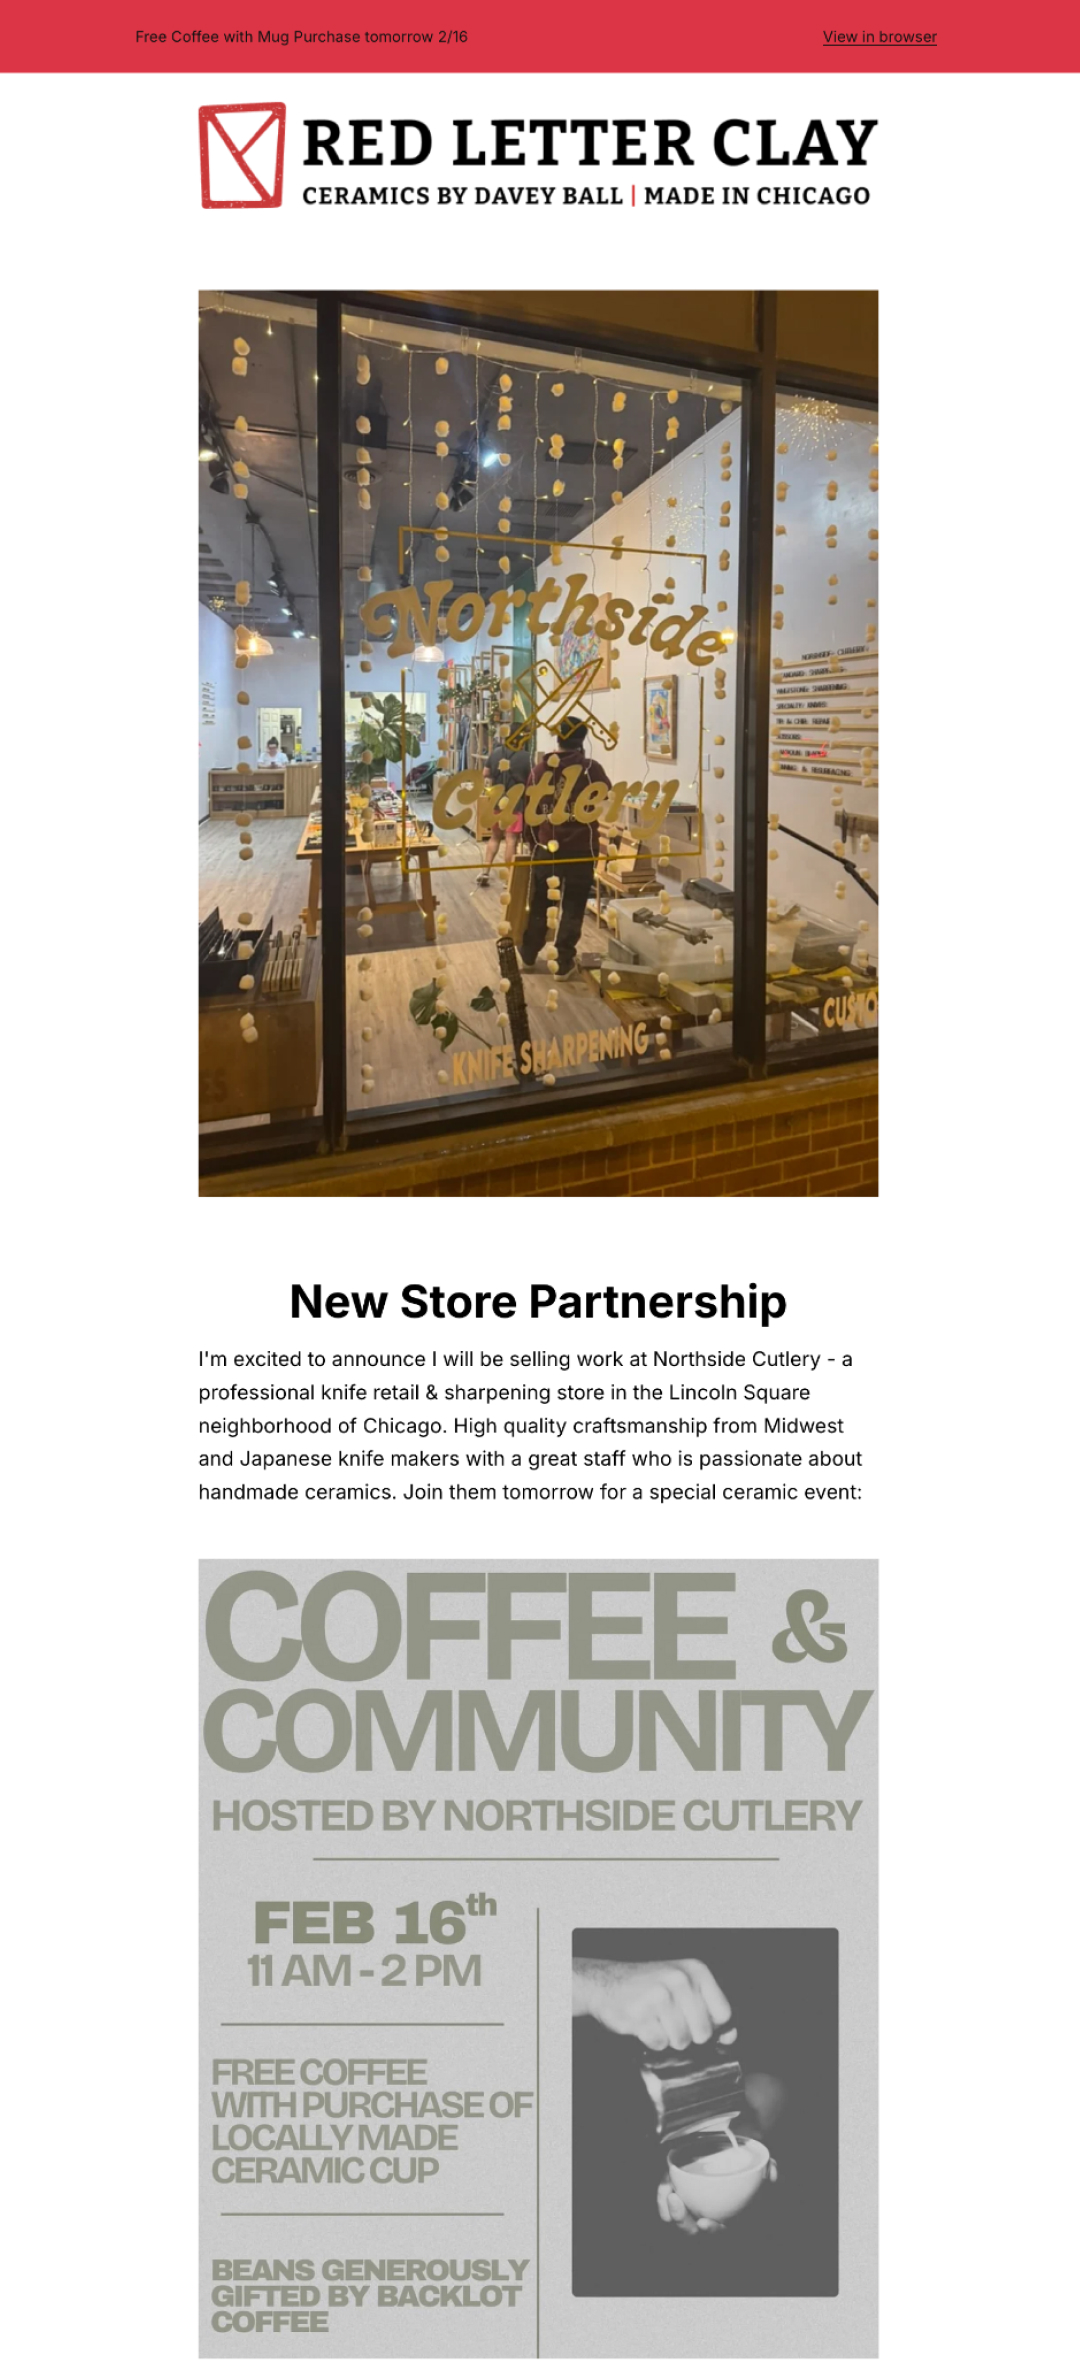 Free Coffee with Mug Purchase tomorrow 2/16
View in browser
RED LETTER CLAY
CERAMICS BY DAVEY BALL | MADE IN CHICAGO
Northside
Cutlery
KNIFE SHARPENING
CUSTO
New Store Partnership
I'm excited to announce I will be selling work at Northside Cutlery - a
professional knife retail & sharpening store in the Lincoln Square
neighborhood of Chicago. High quality craftsmanship from Midwest
and Japanese knife makers with a great staff who is passionate about
handmade ceramics. Join them tomorrow for a special ceramic event:
COFFEE &
COMMUNITY
HOSTED BY NORTHSIDE CUTLERY
FEB 16th
11 AM - 2 PM
FREE COFFEE
WITH PURCHASE OF
LOCALLY MADE
CERAMIC CUP
BEANS GENEROUSLY
GIFTED BY BACKLOT
COFFEE